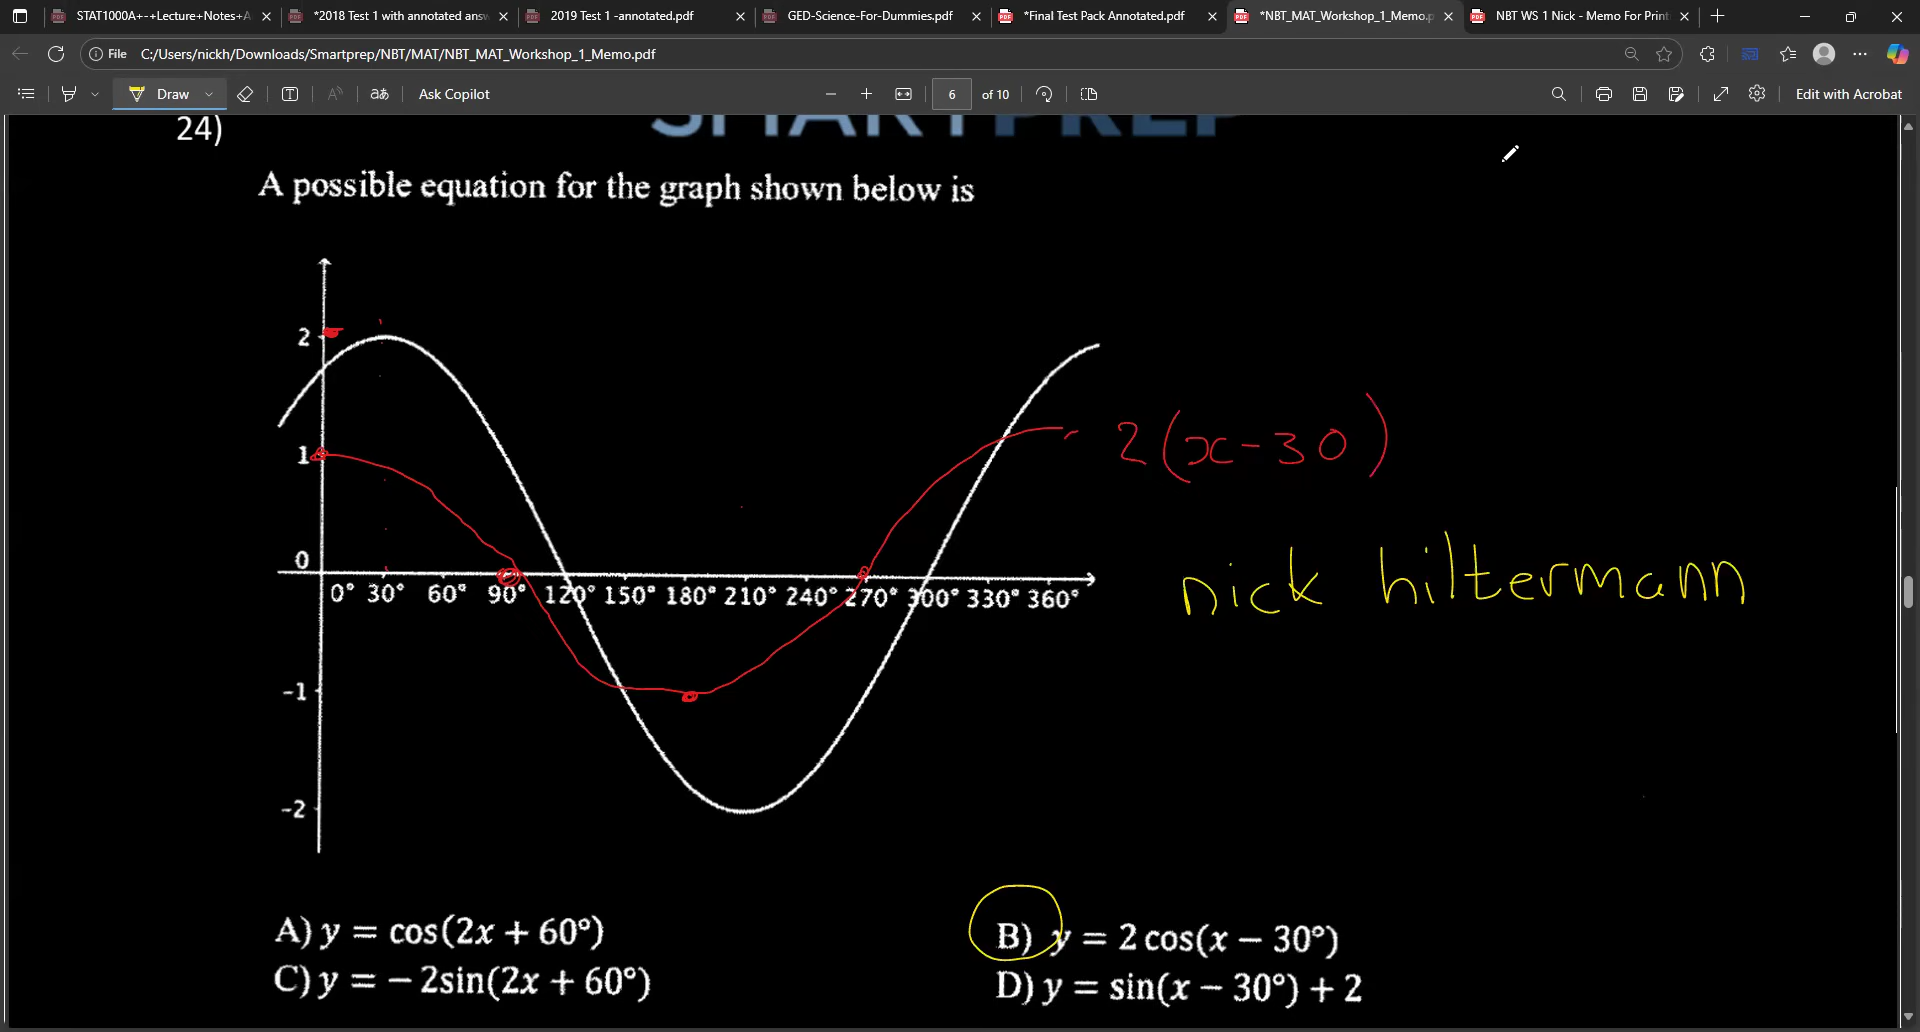 STAT1000A+-+Lecture+Notes+A
*2018 Test 1 with annotated answ
2019 Test 1 -annotated.pdf
GED-Science-For-Dummies.pdf
*Final Test Pack Annotated.pdf
*NBT_MAT_Workshop_1_Memo.p
NBT WS 1 Nick - Memo For Print
File C:/Users/nickh/Downloads/Smartprep/NBT/MAT/NBT_MAT_Workshop_1_Memo.pdf
Draw aあ Ask Copilot 6 of 10 Edit with Acrobat
SMARTPREP
24)
A possible equation for the graph shown below is
2
1
0
0° 30° 60° 90° 120° 150° 180° 210° 240° 270° 300° 330° 360°
-1
-2
2(x-30)
nick hiltermann
A) y = cos(2x + 60°)
B) y = 2 cos(x − 30°)
C) y = − 2sin(2x + 60°)
D) y = sin(x − 30°) + 2